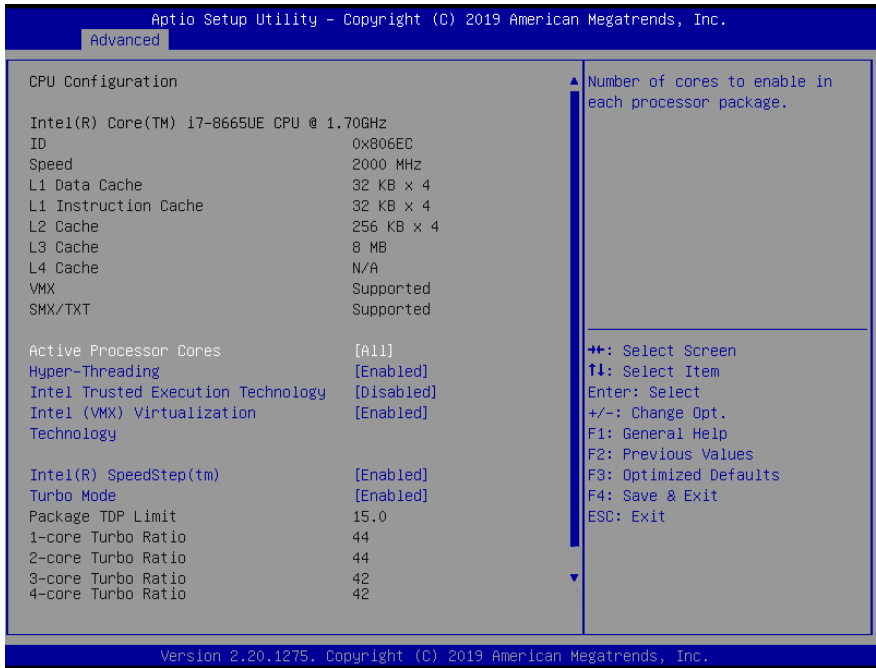 Aptio Setup Utility – Copyright (C) 2019 American Megatrends, Inc.
Advanced
CPU Configuration
Intel(R) Core(TM) i7-8665UE CPU @ 1.70GHz
ID 0x806EC
Speed 2000 MHz
L1 Data Cache 32 KB x 4
L1 Instruction Cache 32 KB x 4
L2 Cache 256 KB x 4
L3 Cache 8 MB
L4 Cache N/A
VMX Supported
SMX/TXT Supported
Active Processor Cores [All]
Hyper-Threading [Enabled]
Intel Trusted Execution Technology [Disabled]
Intel (VMX) Virtualization [Enabled]
Technology
Intel(R) SpeedStep(tm) [Enabled]
Turbo Mode [Enabled]
Package TDP Limit 15.0
1-core Turbo Ratio 44
2-core Turbo Ratio 44
3-core Turbo Ratio 42
4-core Turbo Ratio 42
Number of cores to enable in
each processor package.
→←: Select Screen
↑↓: Select Item
Enter: Select
+/-: Change Opt.
F1: General Help
F2: Previous Values
F3: Optimized Defaults
F4: Save & Exit
ESC: Exit
Version 2.20.1275. Copyright (C) 2019 American Megatrends, Inc.